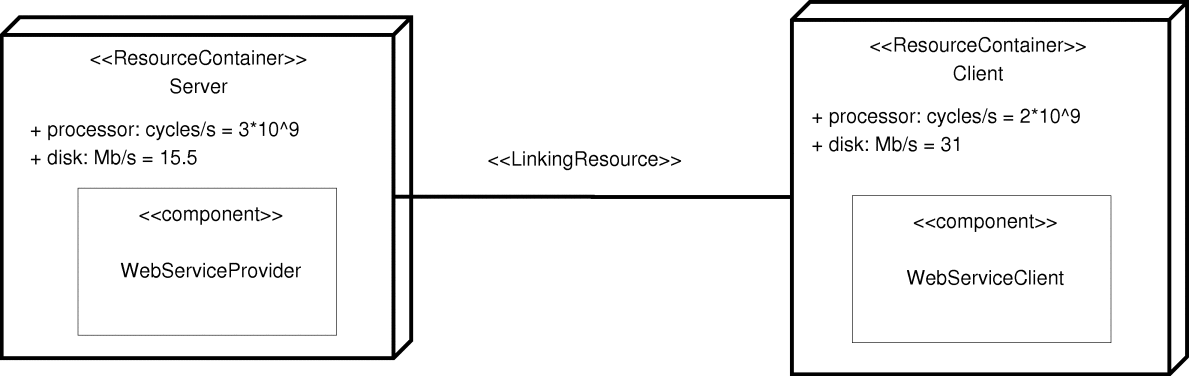 <<ResourceContainer>>
Server
+ processor: cycles/s = 3*10^9
+ disk: Mb/s = 15.5
<<component>>
WebServiceProvider
<<LinkingResource>>
<<ResourceContainer>>
Client
+ processor: cycles/s = 2*10^9
+ disk: Mb/s = 31
<<component>>
WebServiceClient